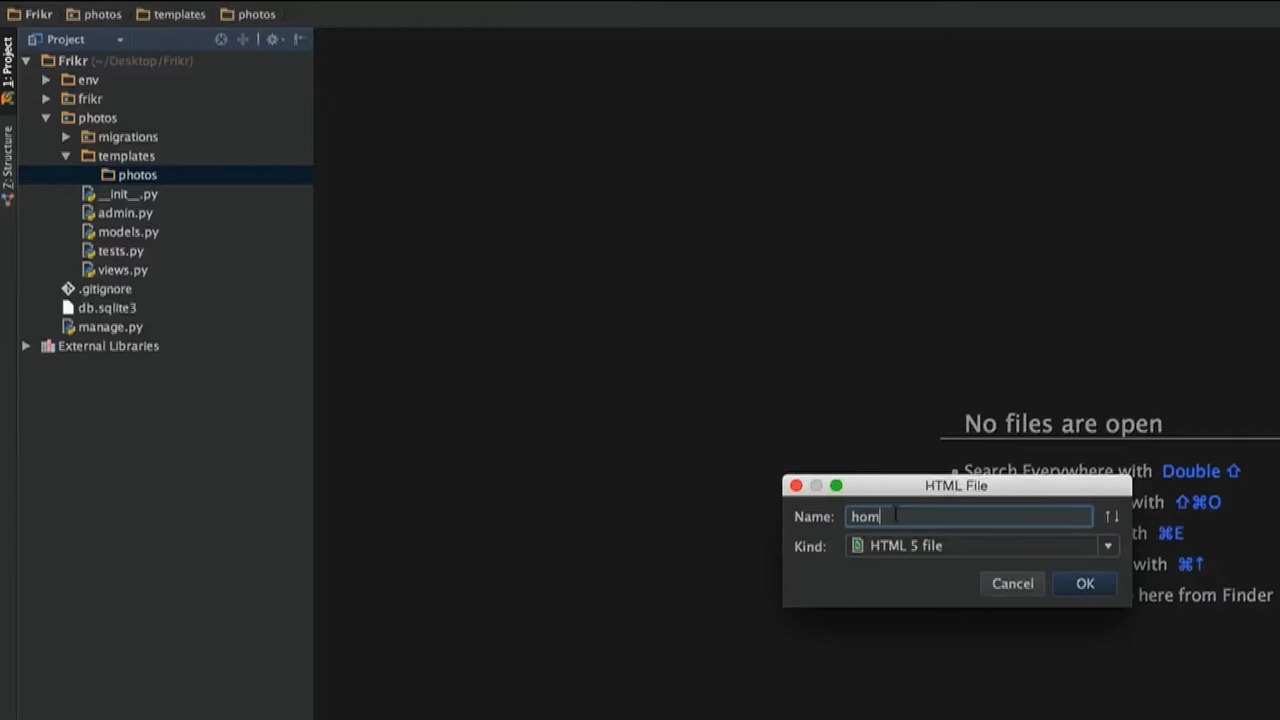 Frikr photos templates photos
1: Project
Z: Structure
Project
Frikr (~/Desktop/Frikr)
env
frikr
photos
migrations
templates
photos
__init__.py
admin.py
models.py
tests.py
views.py
.gitignore
db.sqlite3
manage.py
External Libraries
No files are open
• Search Everywhere with Double ⇧
with ⇧⌘O
th ⌘E
with ⌘↑
here from Finder
HTML File
Name: hom
Kind: HTML 5 file
Cancel OK